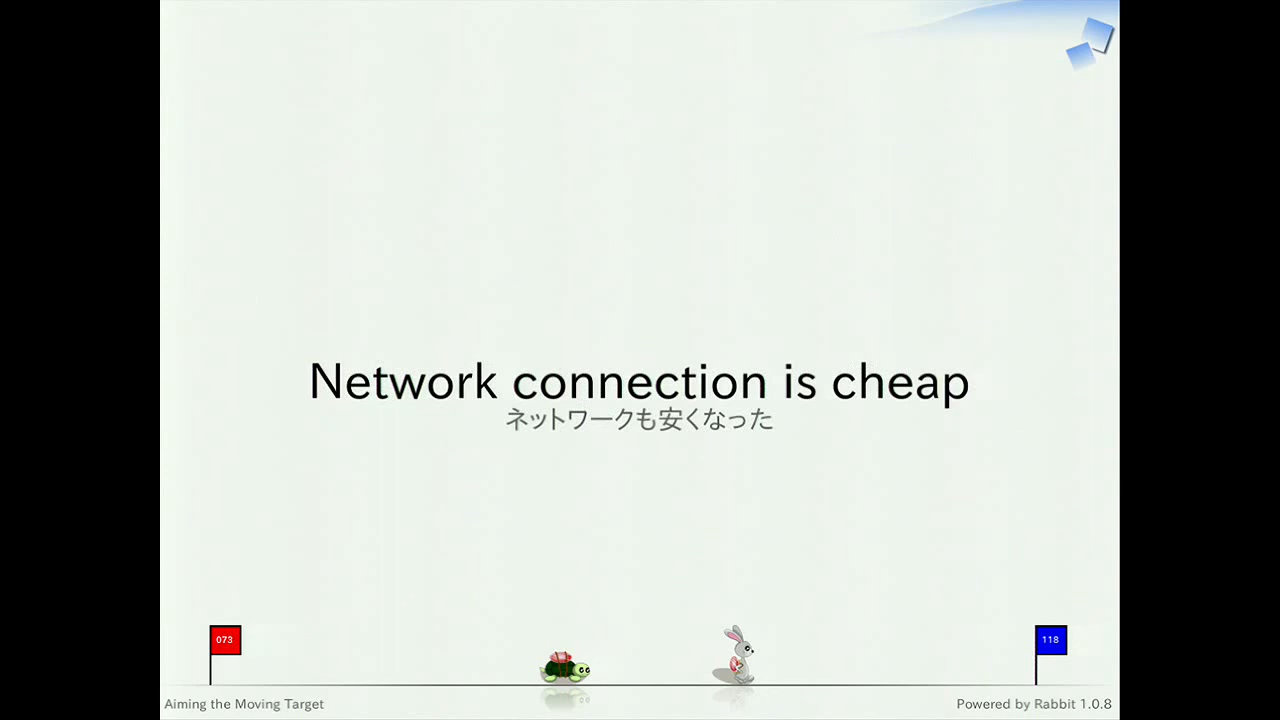 Network connection is cheap
ネットワークも安くなった
073
118
Aiming the Moving Target
Powered by Rabbit 1.0.8